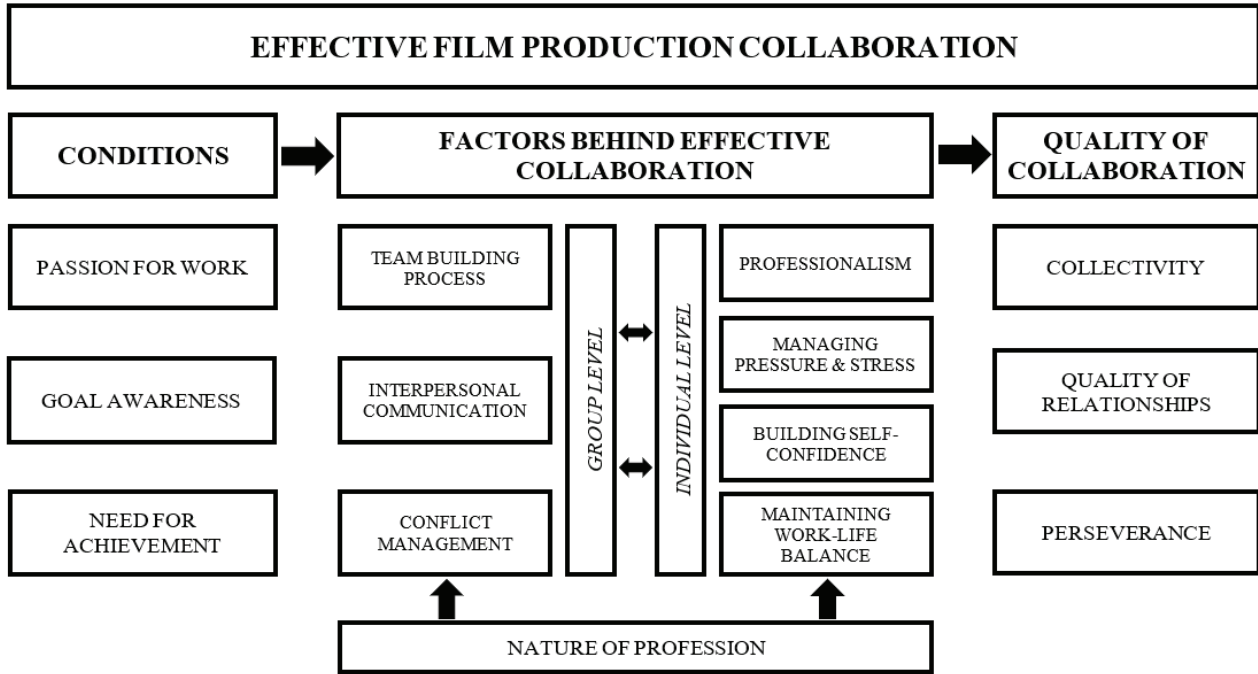 EFFECTIVE FILM PRODUCTION COLLABORATION
CONDITIONS
FACTORS BEHIND EFFECTIVE
COLLABORATION
QUALITY OF
COLLABORATION
PASSION FOR WORK
GOAL AWARENESS
NEED FOR
ACHIEVEMENT
TEAM BUILDING
PROCESS
INTERPERSONAL
COMMUNICATION
CONFLICT
MANAGEMENT
GROUP LEVEL
INDIVIDUAL LEVEL
PROFESSIONALISM
MANAGING
PRESSURE & STRESS
BUILDING SELF-
CONFIDENCE
MAINTAINING
WORK-LIFE
BALANCE
COLLECTIVITY
QUALITY OF
RELATIONSHIPS
PERSEVERANCE
NATURE OF PROFESSION